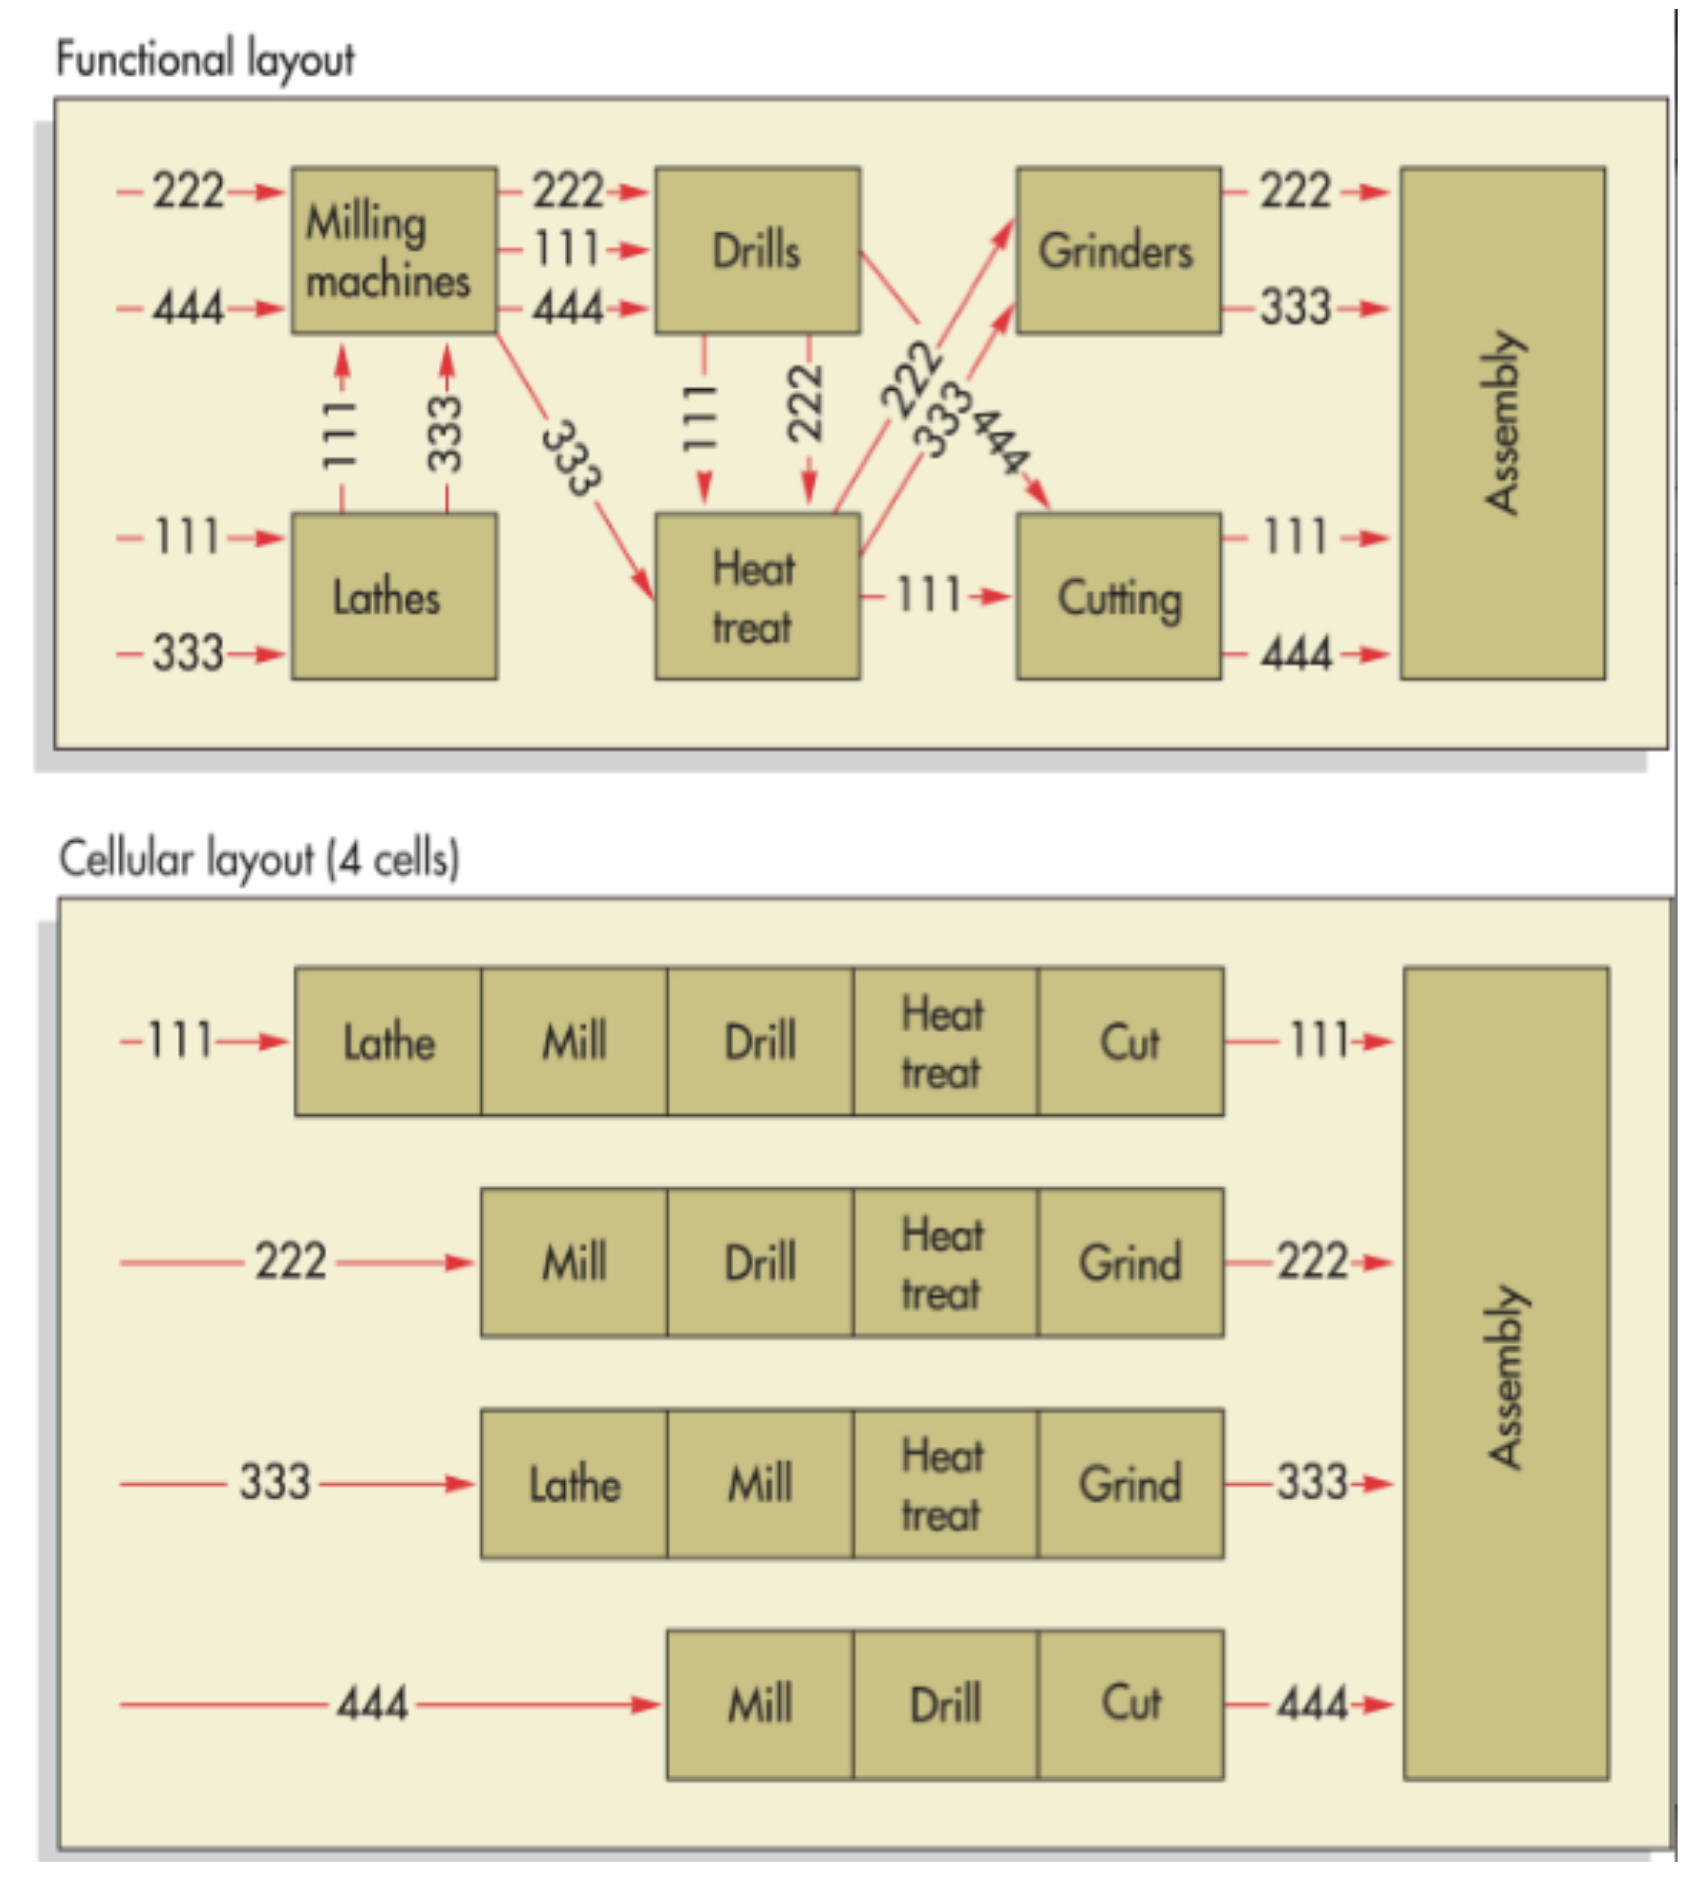 Functional layout
222
Milling
machines
222
Drills
Grinders
222
111
444
444
333
222
333
444
111
333
333
111
222
Assembly
111
Lathes
333
Heat
treat
111
Cutting
111
444
Cellular layout (4 cells)
111
Lathe
Mill
Drill
Heat
treat
Cut
111
222
Mill
Drill
Heat
treat
Grind
222
333
Lathe
Mill
Heat
treat
Grind
333
444
Mill
Drill
Cut
444
Assembly